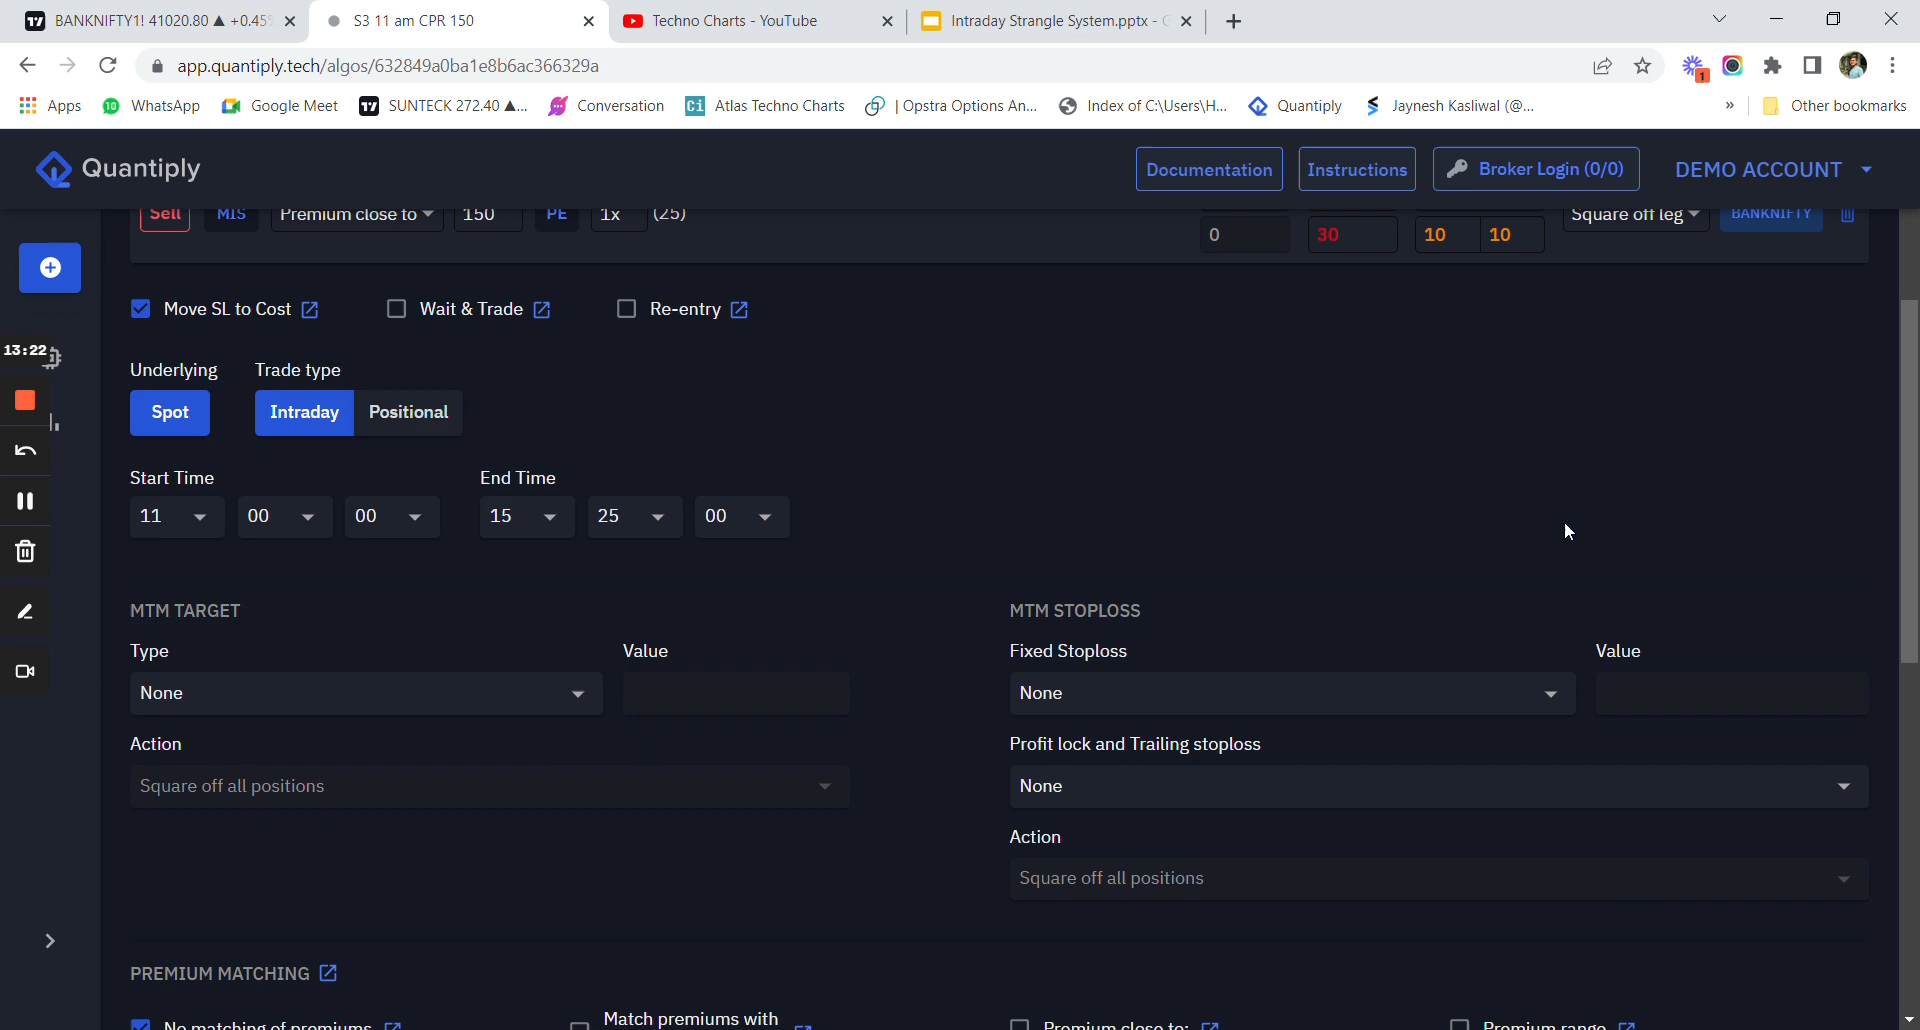 BANKNIFTY1! 41020.80 ▲ +0.45%
S3 11 am CPR 150
Techno Charts - YouTube
Intraday Strangle System.pptx - G
app.quantiply.tech/algos/632849a0ba1e8b6ac366329a
1
Apps
10 WhatsApp
Google Meet
SUNTECK 272.40 ▲...
Conversation
Ci Atlas Techno Charts
| Opstra Options An...
Index of C:\Users\H...
Quantiply
Jaynesh Kasliwal (@...
»
Other bookmarks
Quantiply
Documentation
Instructions
Broker Login (0/0)
DEMO ACCOUNT
Sell MIS Premium close to 150 PE 1x (25)
Square off leg BANKNIFTY
0 30 10 10
Move SL to Cost Wait & Trade Re-entry
13:22
Underlying Trade type
Spot Intraday Positional
Start Time End Time
11 00 00 15 25 00
MTM TARGET
Type Value
None
Action
Square off all positions
MTM STOPLOSS
Fixed Stoploss Value
None
Profit lock and Trailing stoploss
None
Action
Square off all positions
PREMIUM MATCHING
No matching of premiums
Match premiums with
Premium close to:
Premium range